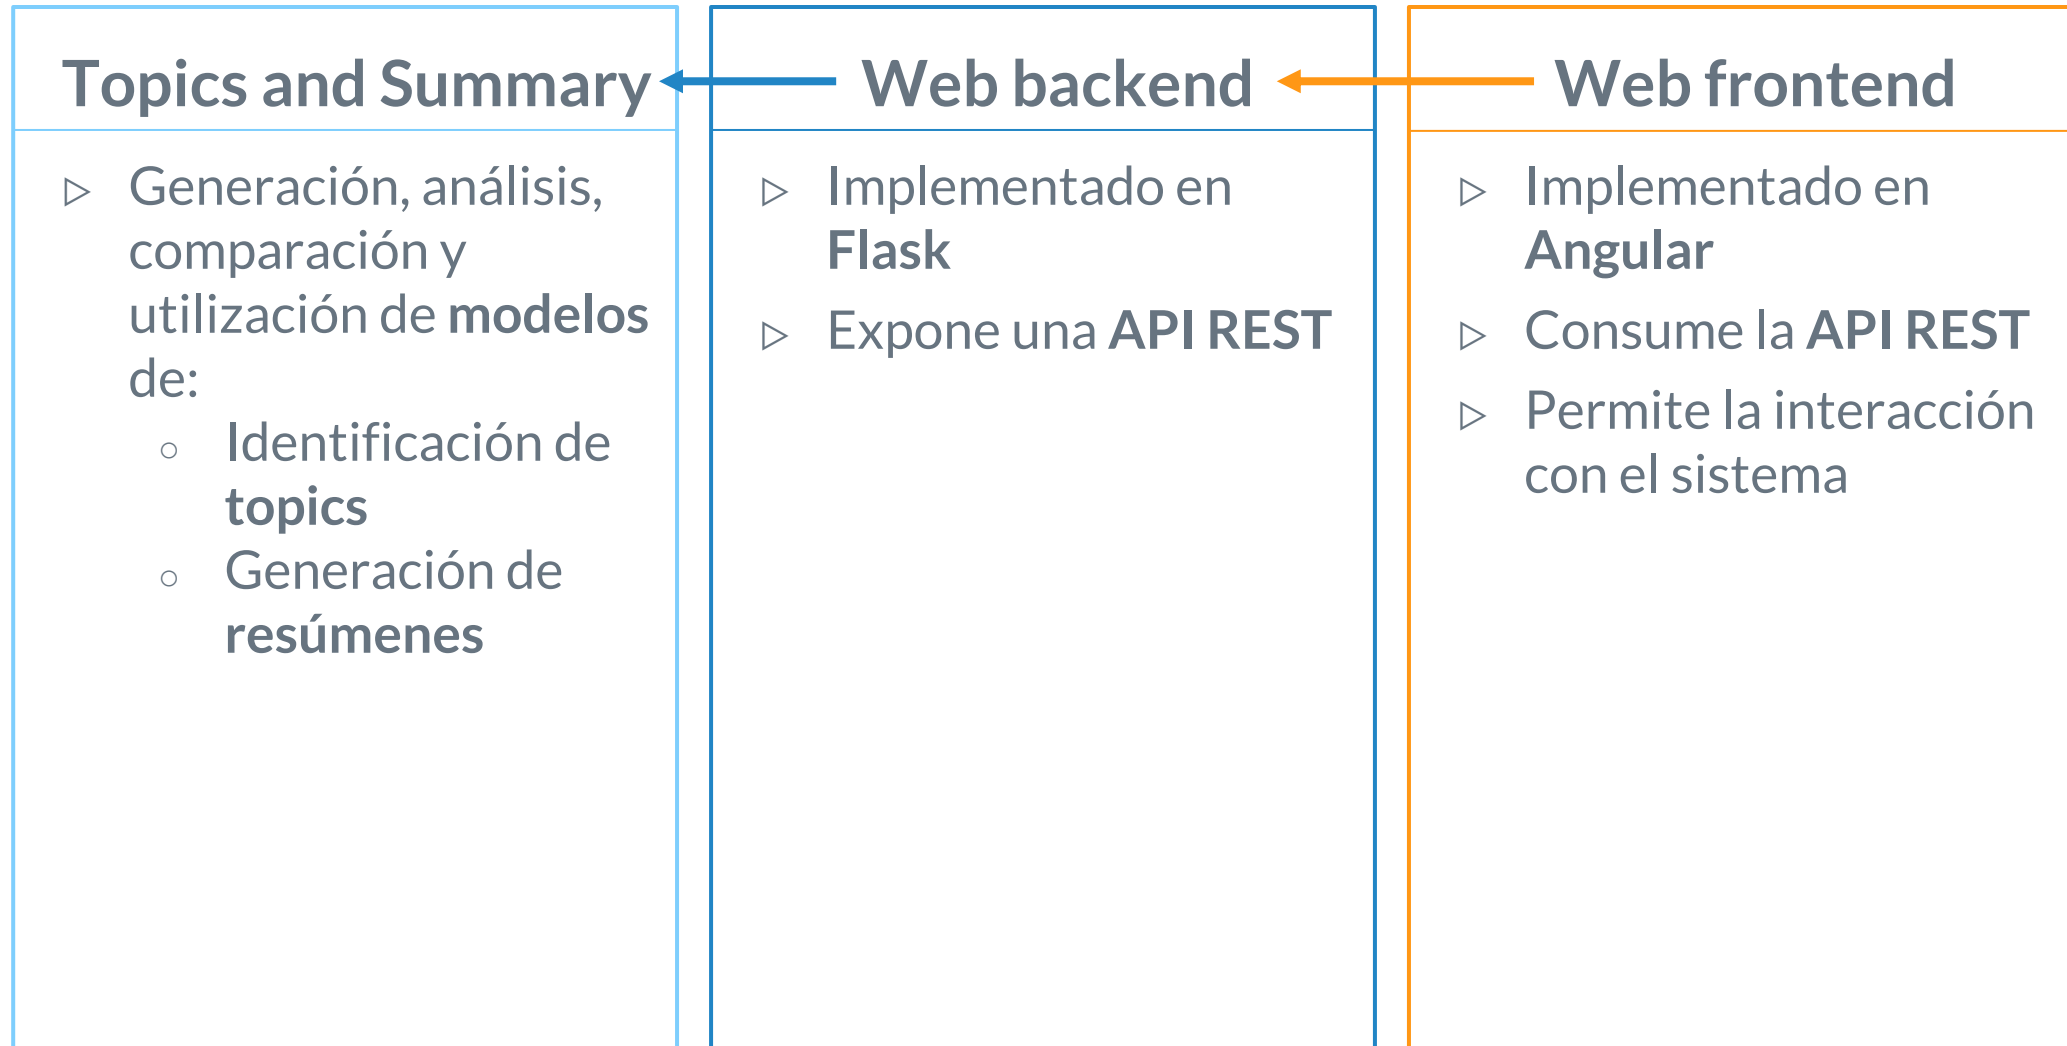 Topics and Summary
Generación, análisis,
comparación y
utilización de modelos
de:
Identificación de
topics
Generación de
resúmenes
Web backend
Implementado en
Flask
Expone una API REST
Web frontend
Implementado en
Angular
Consume la API REST
Permite la interacción
con el sistema